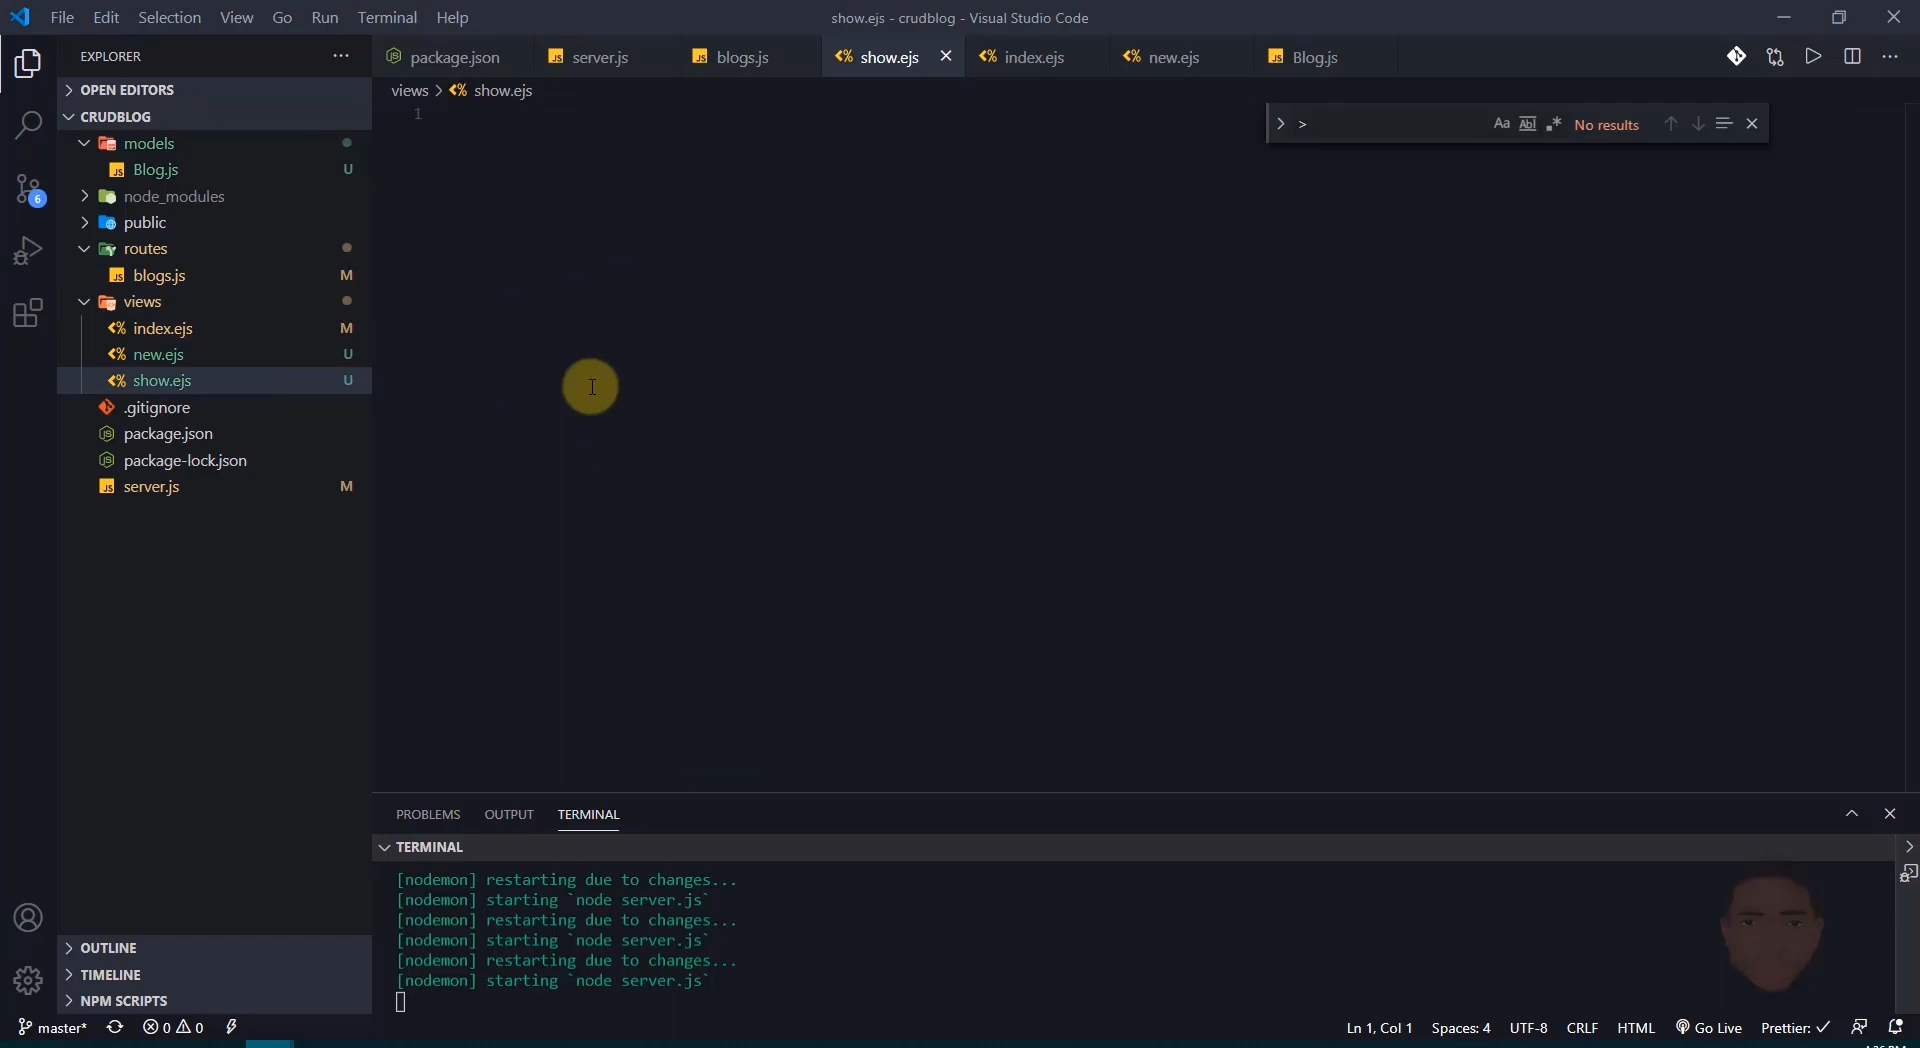 File Edit Selection View Go Run Terminal Help
show.ejs - crudblog - Visual Studio Code
EXPLORER
OPEN EDITORS
CRUDBLOG
models
Blog.js U
node_modules
public
routes
blogs.js M
views
index.ejs M
new.ejs U
show.ejs U
.gitignore
package.json
package-lock.json
server.js M
OUTLINE
TIMELINE
NPM SCRIPTS
6
package.json server.js blogs.js show.ejs index.ejs new.ejs Blog.js
views > show.ejs
1
> Aa Abl .* No results
PROBLEMS OUTPUT TERMINAL
TERMINAL
[nodemon] restarting due to changes...
[nodemon] starting `node server.js`
[nodemon] restarting due to changes...
[nodemon] starting `node server.js`
[nodemon] restarting due to changes...
[nodemon] starting `node server.js`
master* 0 0 Ln 1, Col 1 Spaces: 4 UTF-8 CRLF HTML Go Live Prettier: ✓